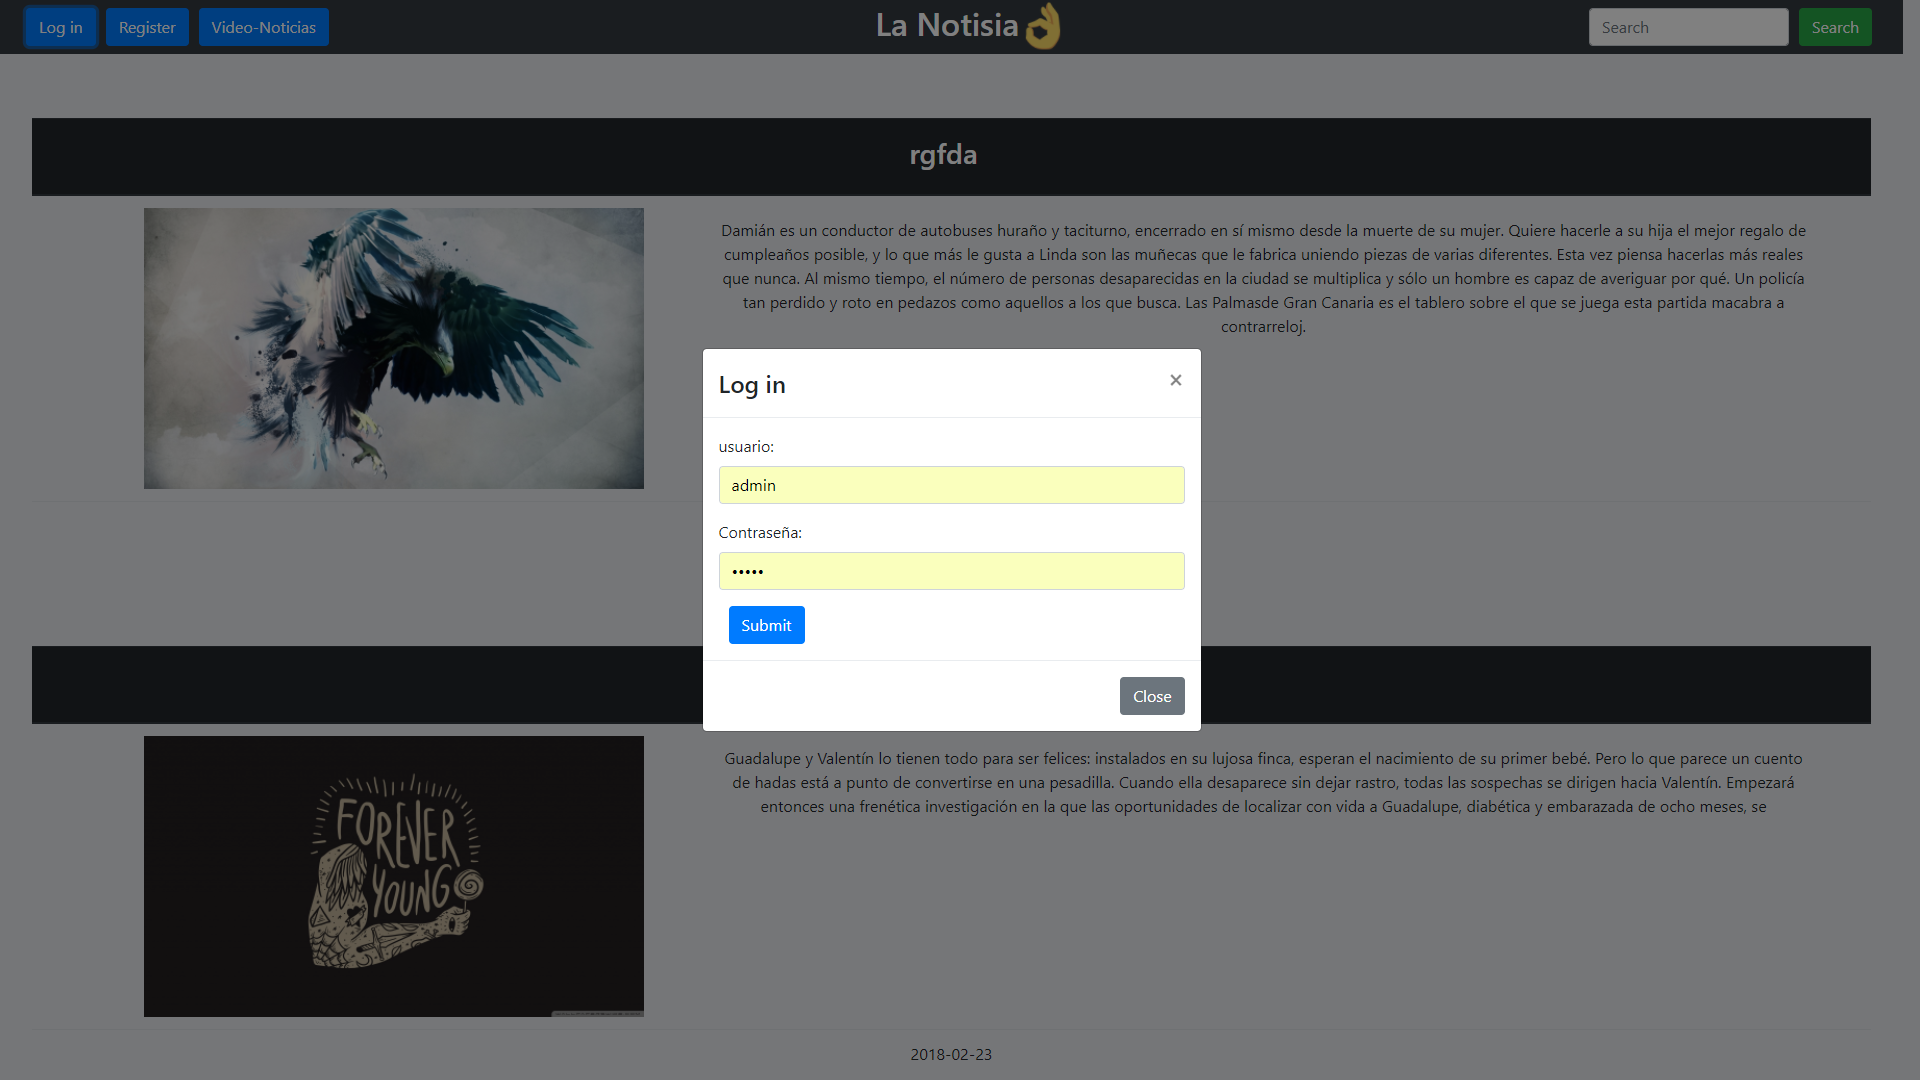 Log in
Register
Video-Noticias
La Notisia
Search
Search
rgfda
Damián es un conductor de autobuses huraño y taciturno, encerrado en sí mismo desde la muerte de su mujer. Quiere hacerle a su hija el mejor regalo de
cumpleaños posible, y lo que más le gusta a Linda son las muñecas que le fabrica uniendo piezas de varias diferentes. Esta vez piensa hacerlas más reales
que nunca. Al mismo tiempo, el número de personas desaparecidas en la ciudad se multiplica y sólo un hombre es capaz de averiguar por qué. Un policía
tan perdido y roto en pedazos como aquellos a los que busca. Las Palmasde Gran Canaria es el tablero sobre el que se juega esta partida macabra a
contrarreloj.
Log in
×
usuario:
admin
Contraseña:
•••••
Submit
Close
FOREVER
YOUNG
Guadalupe y Valentín lo tienen todo para ser felices: instalados en su lujosa finca, esperan el nacimiento de su primer bebé. Pero lo que parece un cuento
de hadas está a punto de convertirse en una pesadilla. Cuando ella desaparece sin dejar rastro, todas las sospechas se dirigen hacia Valentín. Empezará
entonces una frenética investigación en la que las oportunidades de localizar con vida a Guadalupe, diabética y embarazada de ocho meses, se
2018-02-23